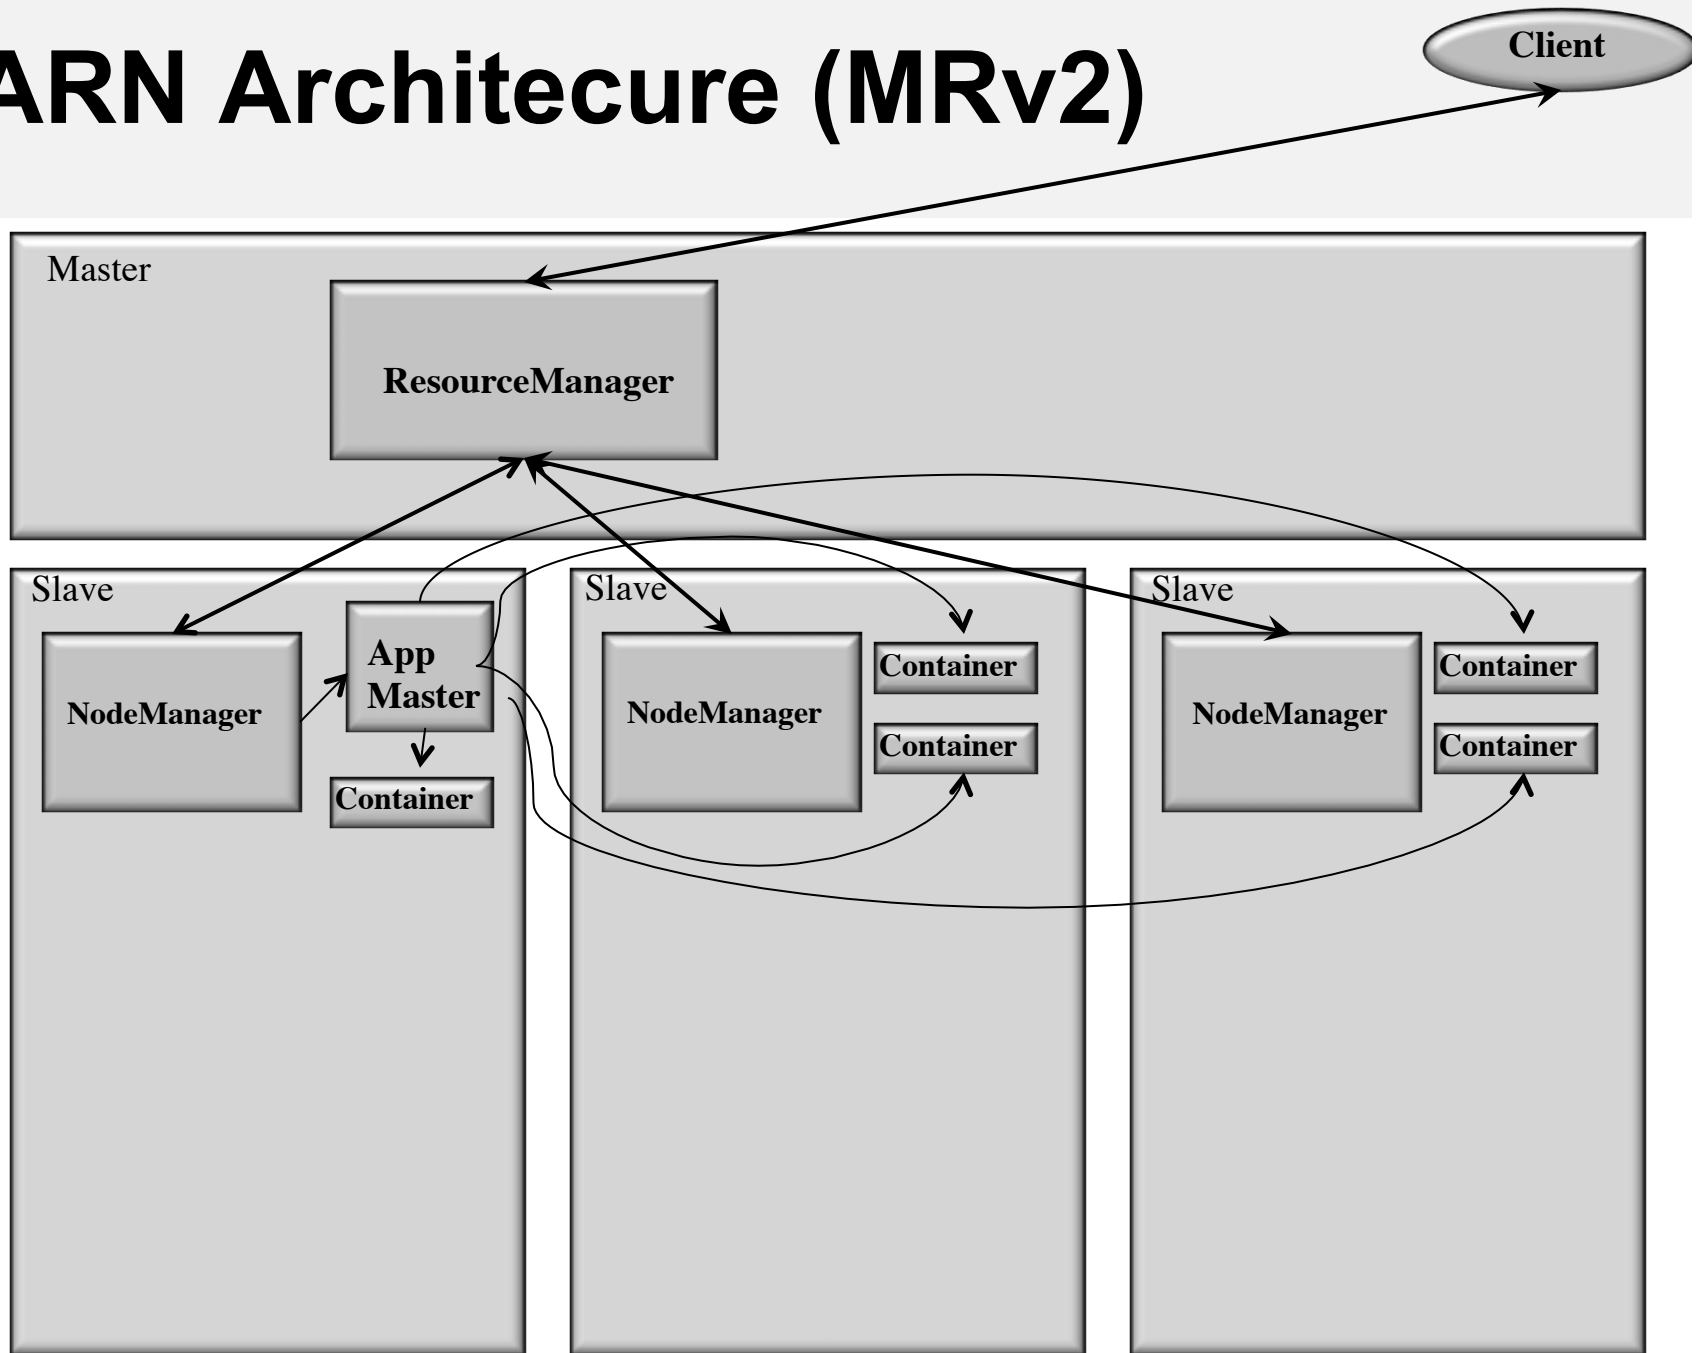 ARN Architecure (MRv2)
Client
Master
ResourceManager
Slave
App
Master
NodeManager
Container
Slave
NodeManager
Container
Container
Slave
NodeManager
Container
Container